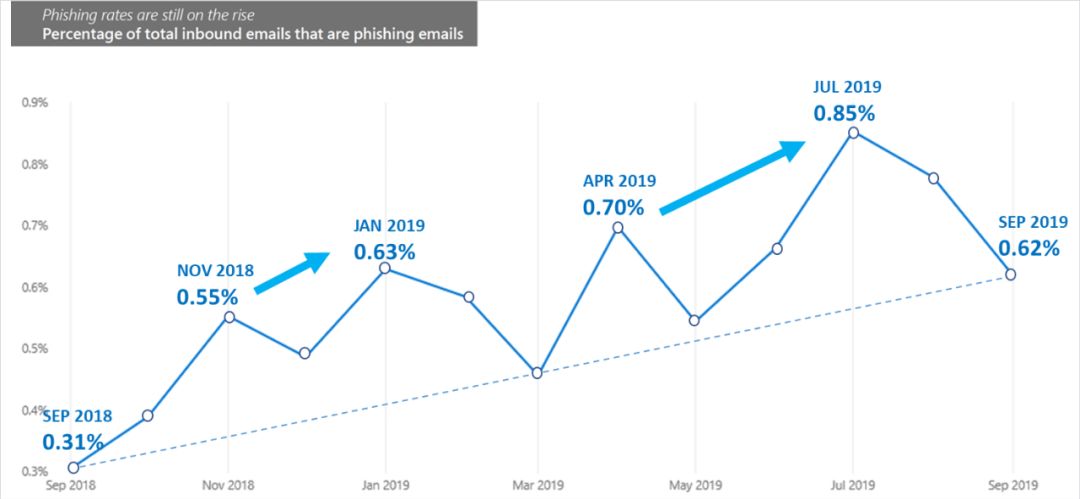 Phishing rates are still on the rise
Percentage of total inbound emails that are phishing emails
0.9%
0.8%
0.7%
0.6%
0.5%
0.4%
0.3%
SEP 2018
0.31%
NOV 2018
0.55%
JAN 2019
0.63%
APR 2019
0.70%
JUL 2019
0.85%
SEP 2019
0.62%
Sep 2018
Nov 2018
Jan 2019
Mar 2019
May 2019
Jul 2019
Sep 2019